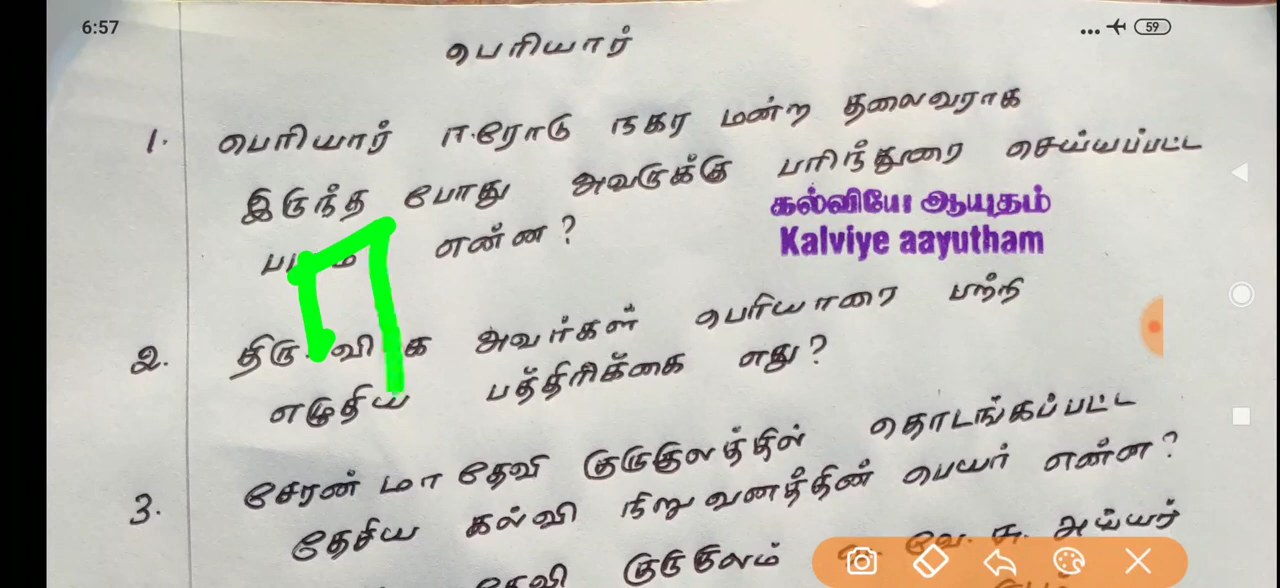 6:57
59
பெரியார்
1. பெரியார் ஈ.ரோடு நகர மன்ற தலைவராக
இருந்த போது அவருக்கு பரிந்துரை செய்யப்பட்ட
என்ன?
கல்வியே ஆயுதம்
Kalviye aayutham
2. திரு.வி.க அவர்கள் பெரியாரை பற்றி
எழுதிய பத்திரிக்கை எது?
3. சேரன் மா தேவி குருகுலத்தில் தொடங்கப்பட்ட
தேசிய கல்வி நிறுவனத்தின் பெயர் என்ன?
தேவி குருகுலம் வே. சு. அய்யர்